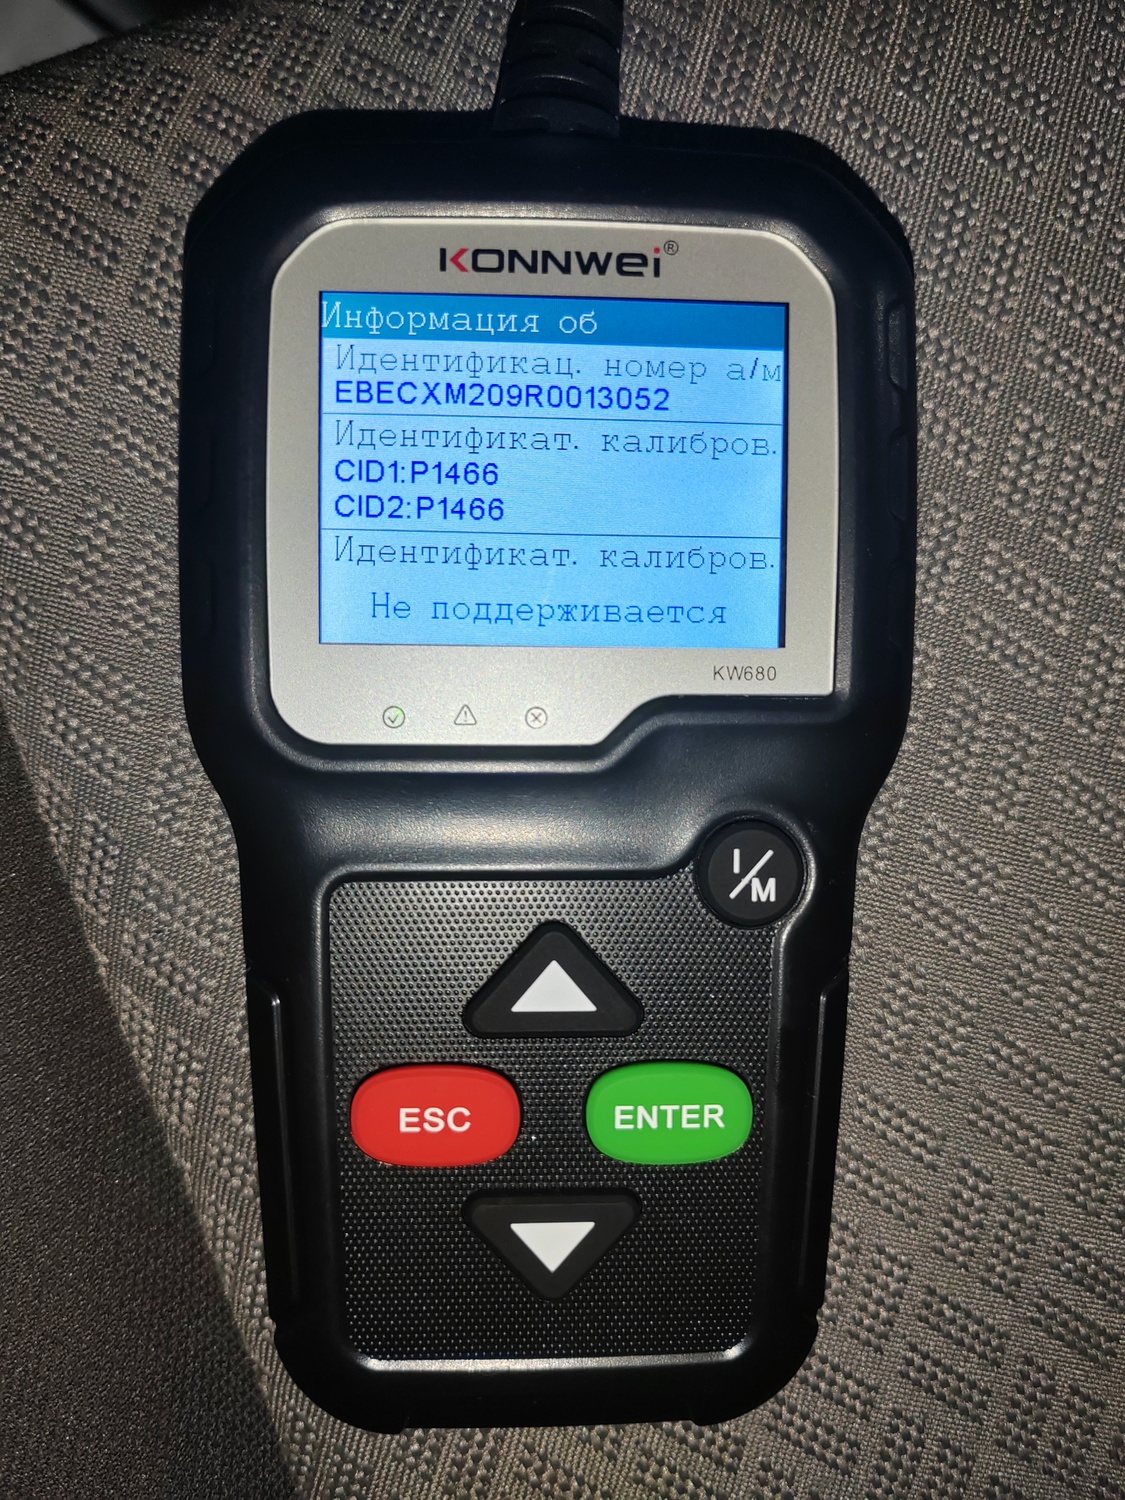 KONNWEI®
Информация об
Идентификац. номер а/м
EBECXM209R0013052
Идентификат. калибров.
CID1:P1466
CID2:P1466
Идентификат. калибров.
Не поддерживается
KW680
I/M
ESC
ENTER